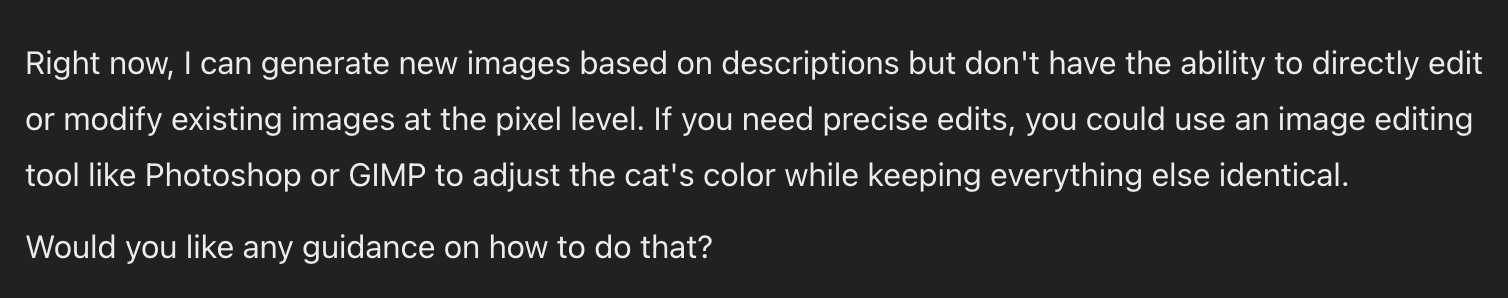 Right now, I can generate new images based on descriptions but don't have the ability to directly edit
or modify existing images at the pixel level. If you need precise edits, you could use an image editing
tool like Photoshop or GIMP to adjust the cat's color while keeping everything else identical.
Would you like any guidance on how to do that?